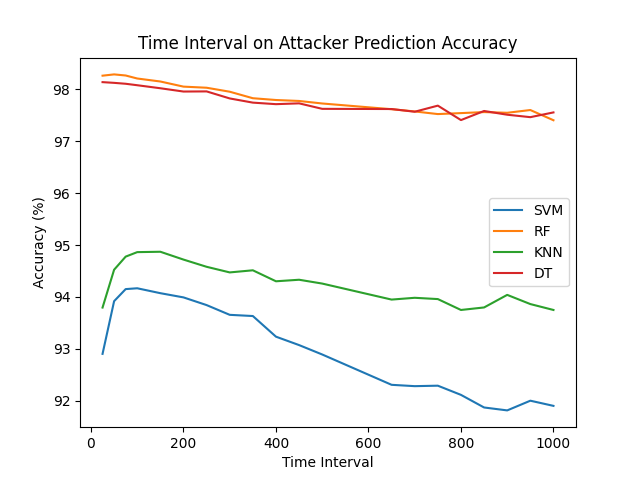 Time Interval on Attacker Prediction Accuracy
98
97
96
95
94
93
92
Accuracy (%)
SVM
RF
KNN
DT
0 200 400 600 800 1000
Time Interval